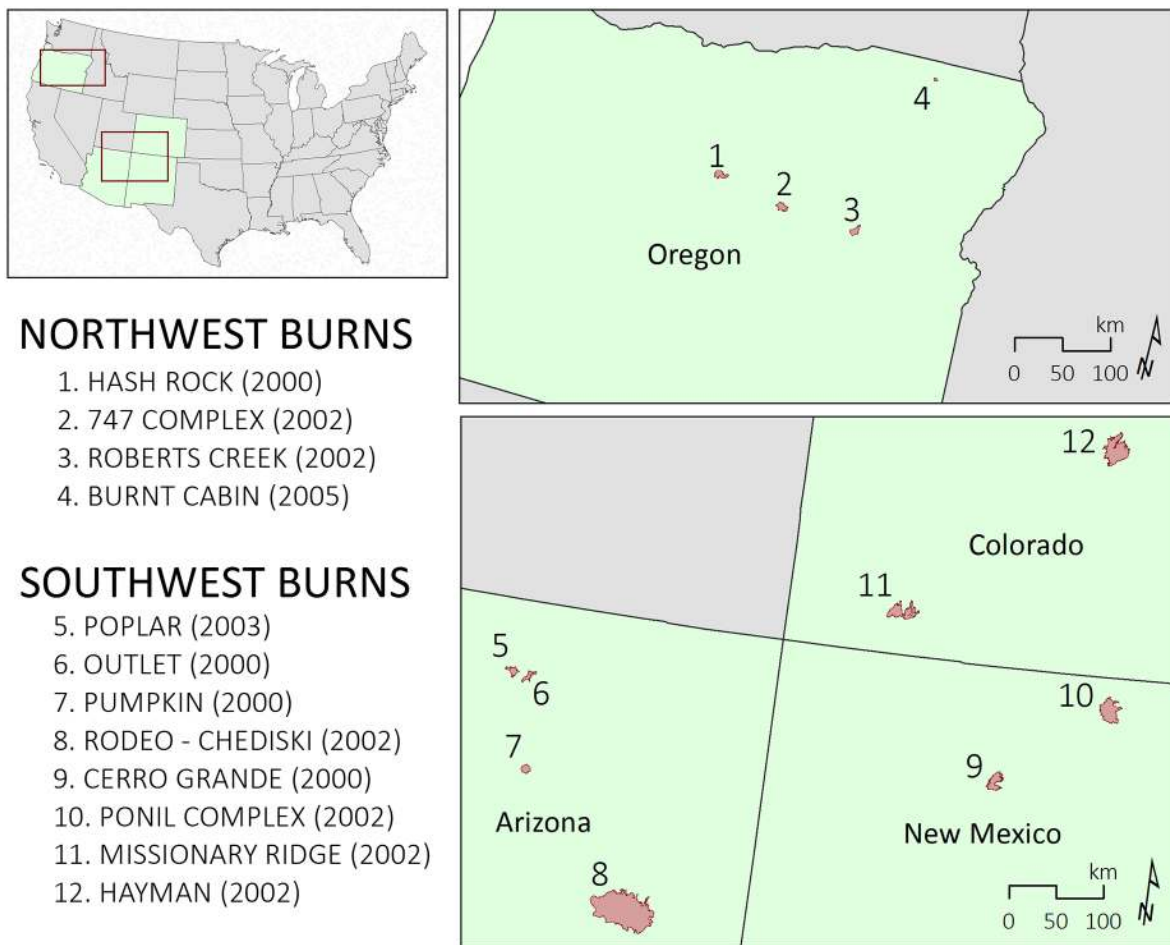 NORTHWEST BURNS
1. HASH ROCK (2000)
2. 747 COMPLEX (2002)
3. ROBERTS CREEK (2002)
4. BURNT CABIN (2005)
SOUTHWEST BURNS
5. POPLAR (2003)
6. OUTLET (2000)
7. PUMPKIN (2000)
8. RODEO - CHEDISKI (2002)
9. CERRO GRANDE (2000)
10. PONIL COMPLEX (2002)
11. MISSIONARY RIDGE (2002)
12. HAYMAN (2002)
4
1
2
3
Oregon
km
0 50 100
N
12
Colorado
11
5
6
10
7
9
Arizona
New Mexico
8
km
0 50 100
N